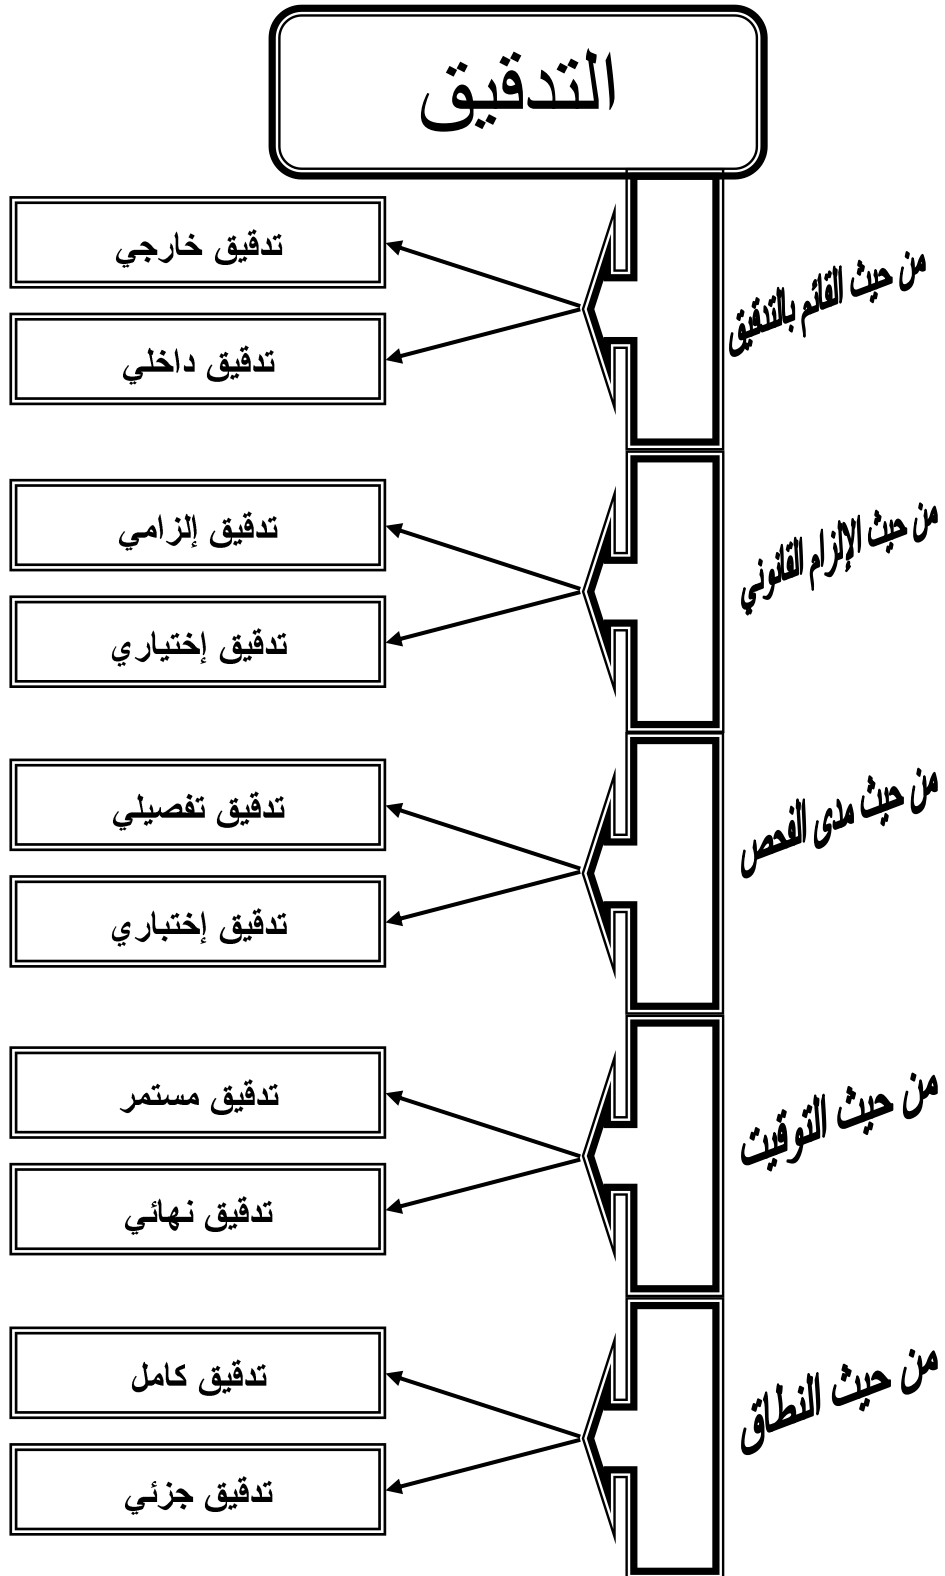 التدقيق
من حيث القائم بالتدقيق
تدقيق خارجي
تدقيق داخلي
من حيث الإلزام القانوني
تدقيق إلزامي
تدقيق إختياري
من حيث مدى الفحص
تدقيق تفصيلي
تدقيق إختباري
من حيث التوقيت
تدقيق مستمر
تدقيق نهائي
من حيث النطاق
تدقيق كامل
تدقيق جزئي